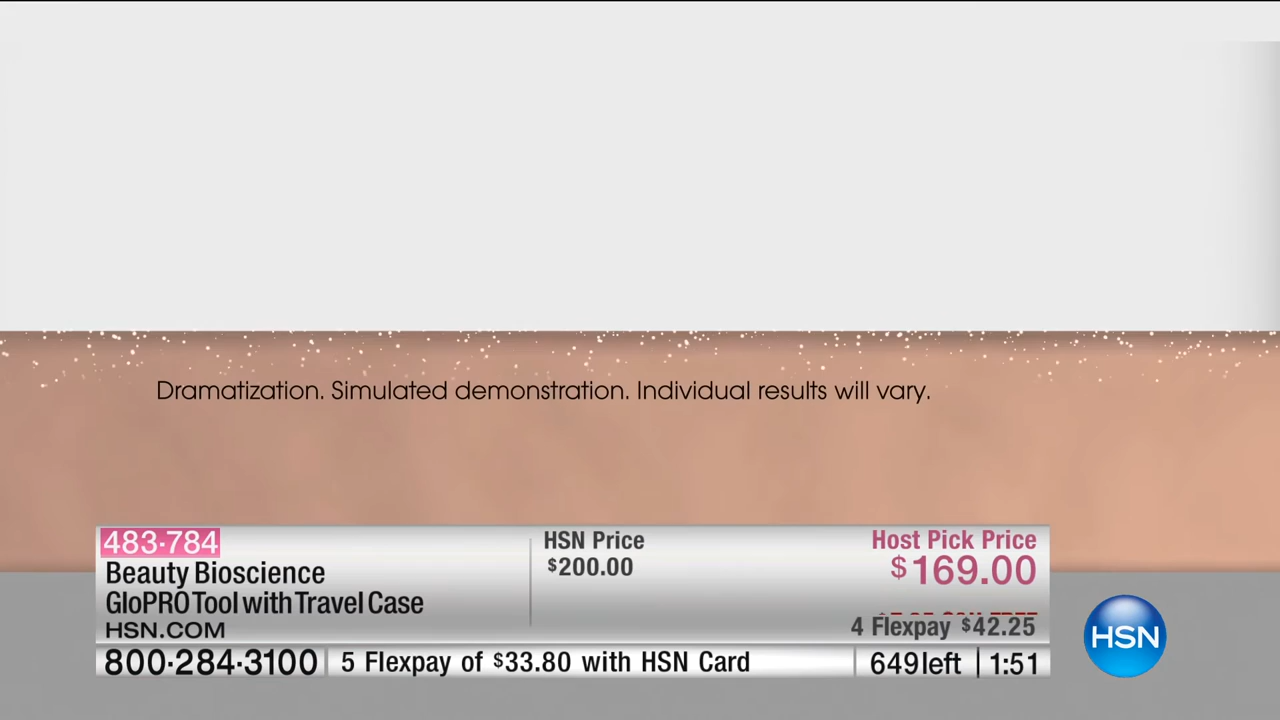 Dramatization. Simulated demonstration. Individual results will vary.
483·784
Beauty Bioscience
GloPRO Tool with Travel Case
HSN.COM
HSN Price
$200.00
Host Pick Price
$169.00
4 Flexpay $42.25
800·284·3100
5 Flexpay of $33.80 with HSN Card
649 left
1:51
HSN